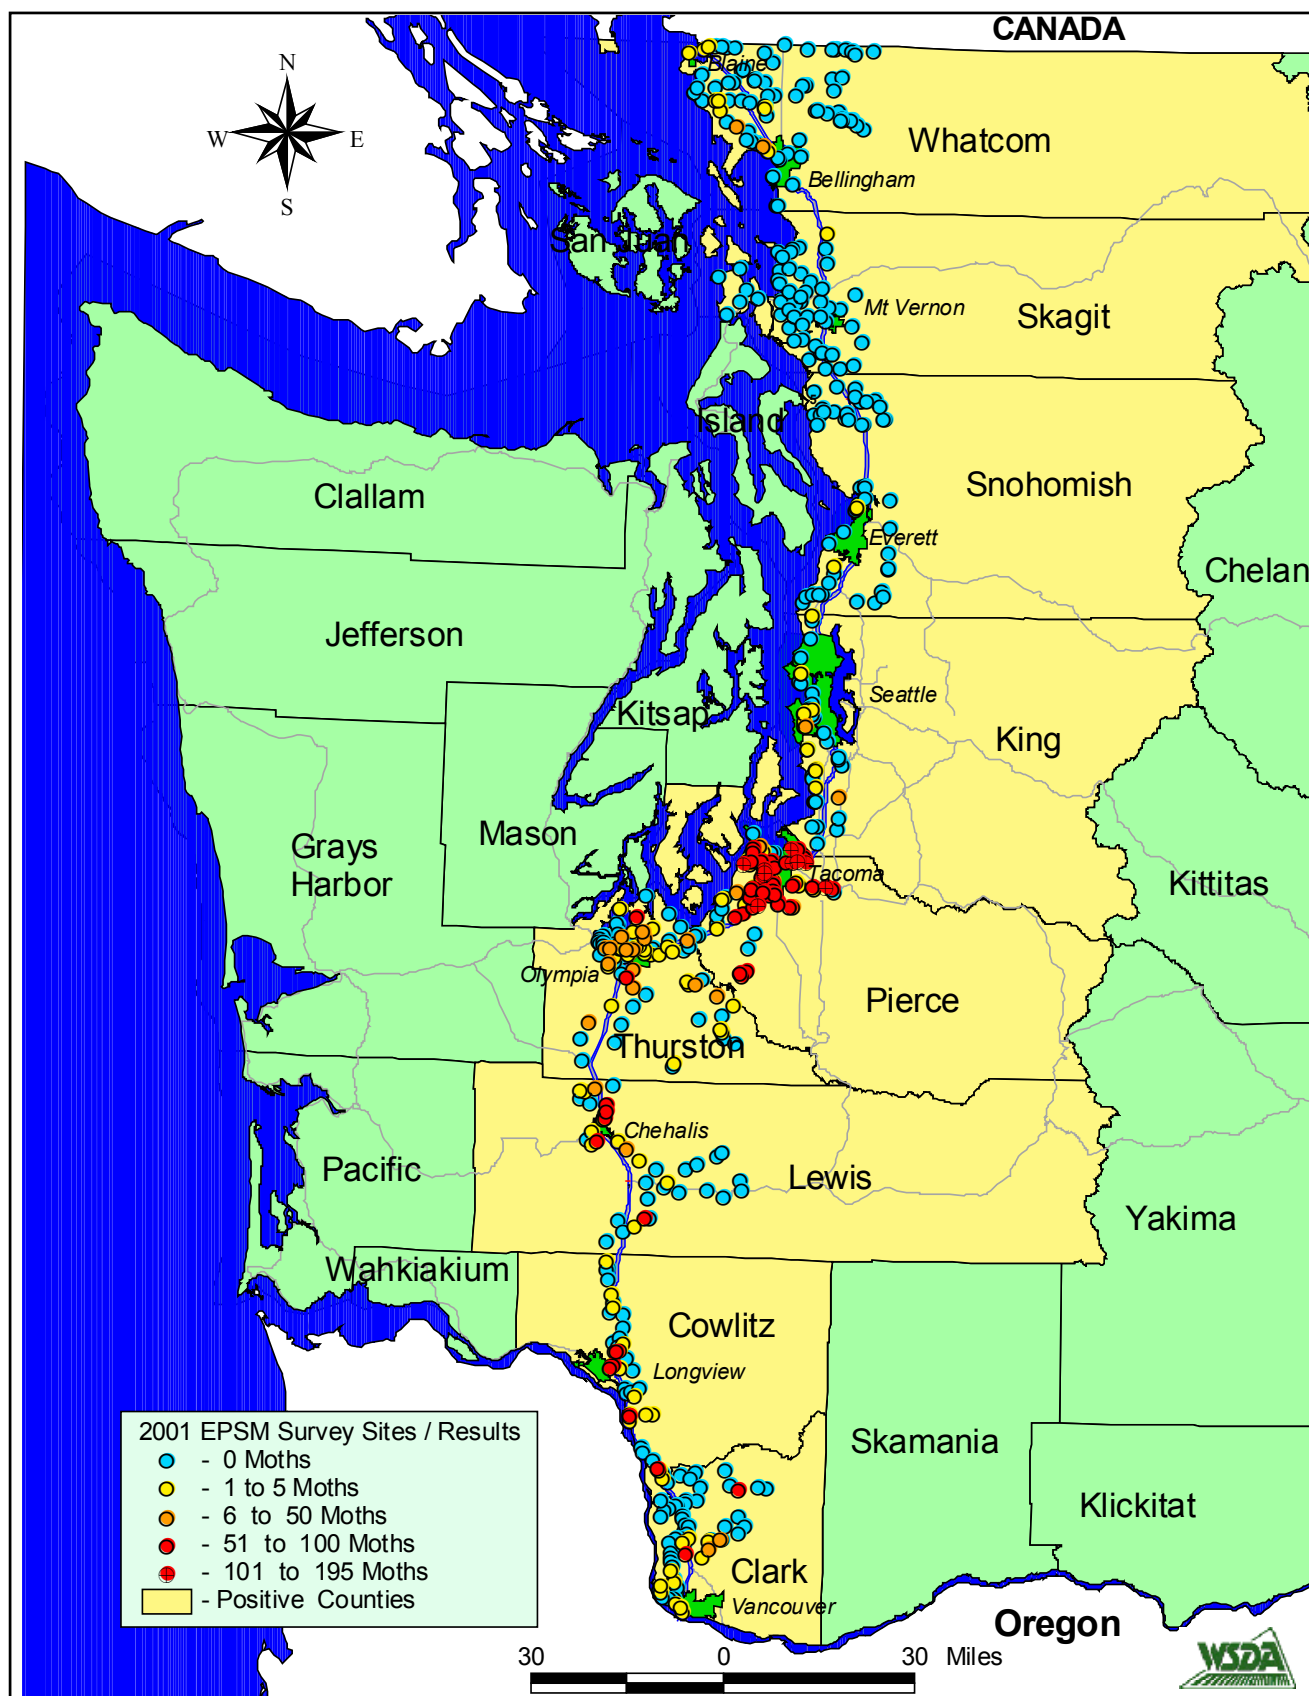 CANADA
N
W
E
S
Blaine
Whatcom
Bellingham
San Juan
Mt Vernon
Skagit
Island
Clallam
Snohomish
Everett
Chelan
Jefferson
Kitsap
Seattle
King
Mason
Grays
Harbor
Tacoma
Kittitas
Olympia
Pierce
Thurston
Chehalis
Pacific
Lewis
Yakima
Wahkiakium
Cowlitz
Longview
Skamania
Klickitat
Clark
Vancouver
Oregon
2001 EPSM Survey Sites / Results
- 0 Moths
- 1 to 5 Moths
- 6 to 50 Moths
- 51 to 100 Moths
- 101 to 195 Moths
- Positive Counties
30 0 30 Miles
WSDA